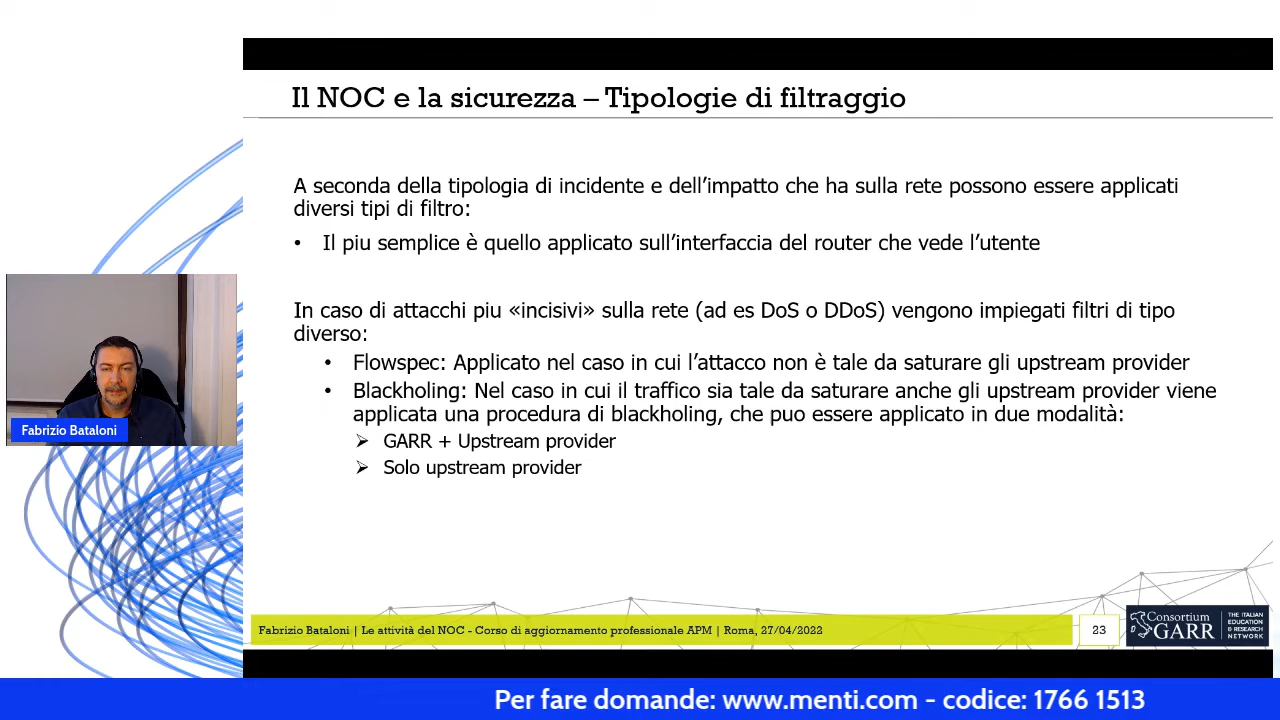 Il NOC e la sicurezza – Tipologie di filtraggio
A seconda della tipologia di incidente e dell'impatto che ha sulla rete possono essere applicati
diversi tipi di filtro:
• Il piu semplice è quello applicato sull'interfaccia del router che vede l'utente
In caso di attacchi piu «incisivi» sulla rete (ad es DoS o DDoS) vengono impiegati filtri di tipo
diverso:
• Flowspec: Applicato nel caso in cui l'attacco non è tale da saturare gli upstream provider
• Blackholing: Nel caso in cui il traffico sia tale da saturare anche gli upstream provider viene
applicata una procedura di blackholing, che puo essere applicato in due modalità:
➢ GARR + Upstream provider
➢ Solo upstream provider
Fabrizio Bataloni
Fabrizio Bataloni | Le attività del NOC - Corso di aggiornamento professionale APM | Roma, 27/04/2022
23
Consortium
GARR
THE ITALIAN
EDUCATION
& RESEARCH
NETWORK
Per fare domande: www.menti.com - codice: 1766 1513